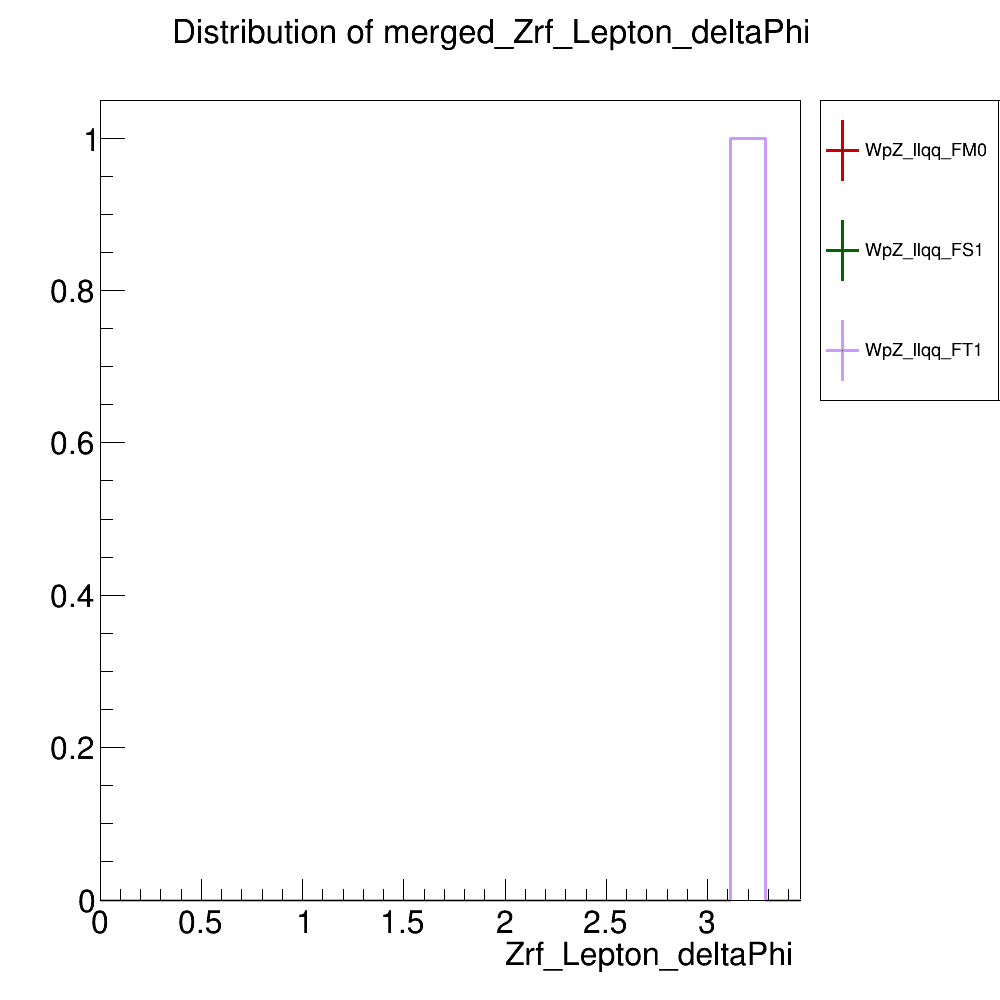 Distribution of merged_Zrf_Lepton_deltaPhi
1
0.8
0.6
0.4
0.2
0
0 0.5 1 1.5 2 2.5 3
Zrf_Lepton_deltaPhi
WpZ_llqq_FM0
WpZ_llqq_FS1
WpZ_llqq_FT1